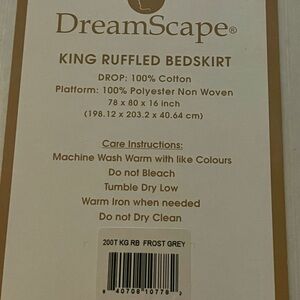 DreamScape®
KING RUFFLED BEDSKIRT
DROP: 100% Cotton
Platform: 100% Polyester Non Woven
78 x 80 x 16 inch
(198.12 x 203.2 x 40.64 cm)
Care Instructions:
Machine Wash Warm with like Colours
Do not Bleach
Tumble Dry Low
Warm Iron when needed
Do not Dry Clean
200T KG RB FROST GREY